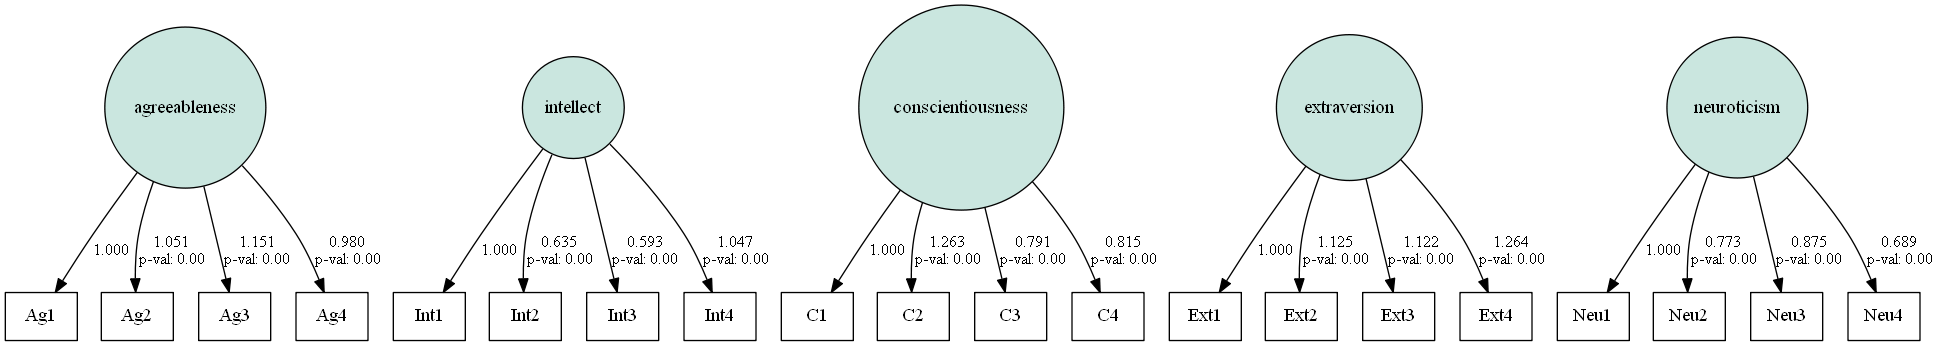 agreeableness
intellect
conscientiousness
extraversion
neuroticism
1.000
1.051
p-val: 0.00
1.151
p-val: 0.00
0.980
p-val: 0.00
1.000
0.635
p-val: 0.00
0.593
p-val: 0.00
1.047
p-val: 0.00
1.000
1.263
p-val: 0.00
0.791
p-val: 0.00
0.815
p-val: 0.00
1.000
1.125
p-val: 0.00
1.122
p-val: 0.00
1.264
p-val: 0.00
1.000
0.773
p-val: 0.00
0.875
p-val: 0.00
0.689
p-val: 0.00
Ag1
Ag2
Ag3
Ag4
Int1
Int2
Int3
Int4
C1
C2
C3
C4
Ext1
Ext2
Ext3
Ext4
Neu1
Neu2
Neu3
Neu4